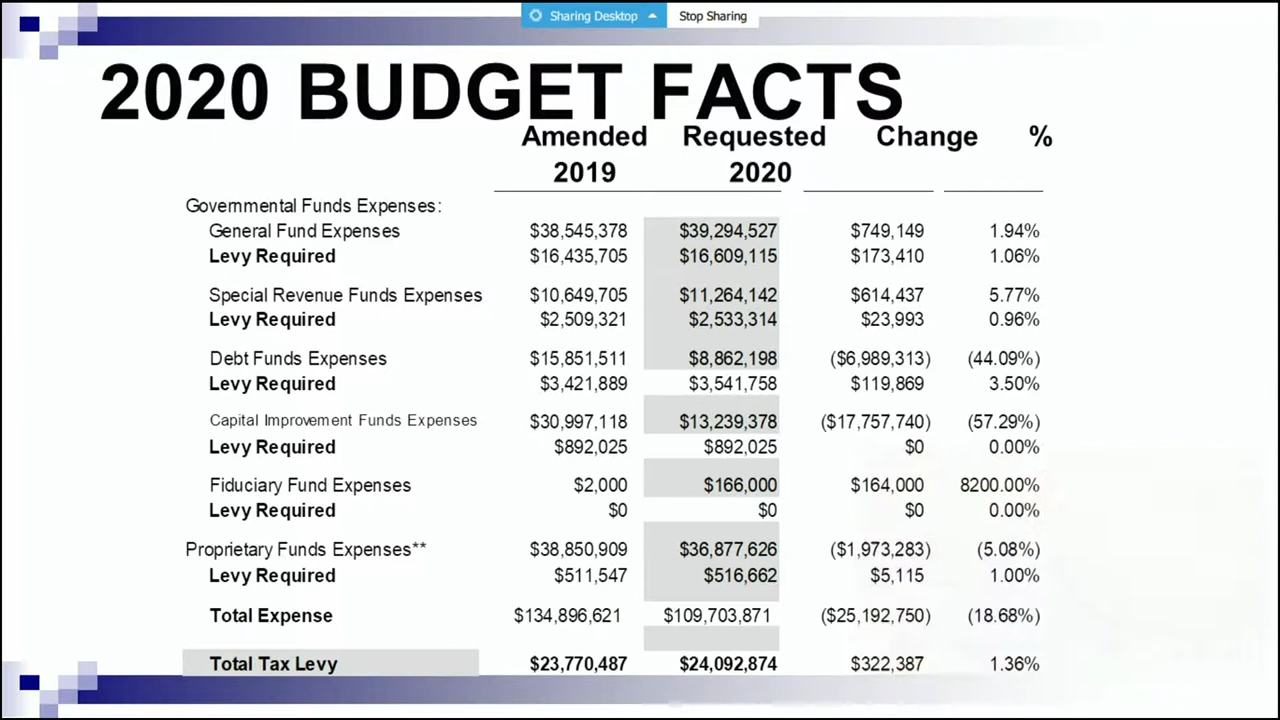 Sharing Desktop Stop Sharing
2020 BUDGET FACTS
Amended Requested Change %
2019 2020
Governmental Funds Expenses:
General Fund Expenses $38,545,378 $39,294,527 $749,149 1.94%
Levy Required $16,435,705 $16,609,115 $173,410 1.06%
Special Revenue Funds Expenses $10,649,705 $11,264,142 $614,437 5.77%
Levy Required $2,509,321 $2,533,314 $23,993 0.96%
Debt Funds Expenses $15,851,511 $8,862,198 ($6,989,313) (44.09%)
Levy Required $3,421,889 $3,541,758 $119,869 3.50%
Capital Improvement Funds Expenses $30,997,118 $13,239,378 ($17,757,740) (57.29%)
Levy Required $892,025 $892,025 $0 0.00%
Fiduciary Fund Expenses $2,000 $166,000 $164,000 8200.00%
Levy Required $0 $0 $0 0.00%
Proprietary Funds Expenses** $38,850,909 $36,877,626 ($1,973,283) (5.08%)
Levy Required $511,547 $516,662 $5,115 1.00%
Total Expense $134,896,621 $109,703,871 ($25,192,750) (18.68%)
Total Tax Levy $23,770,487 $24,092,874 $322,387 1.36%